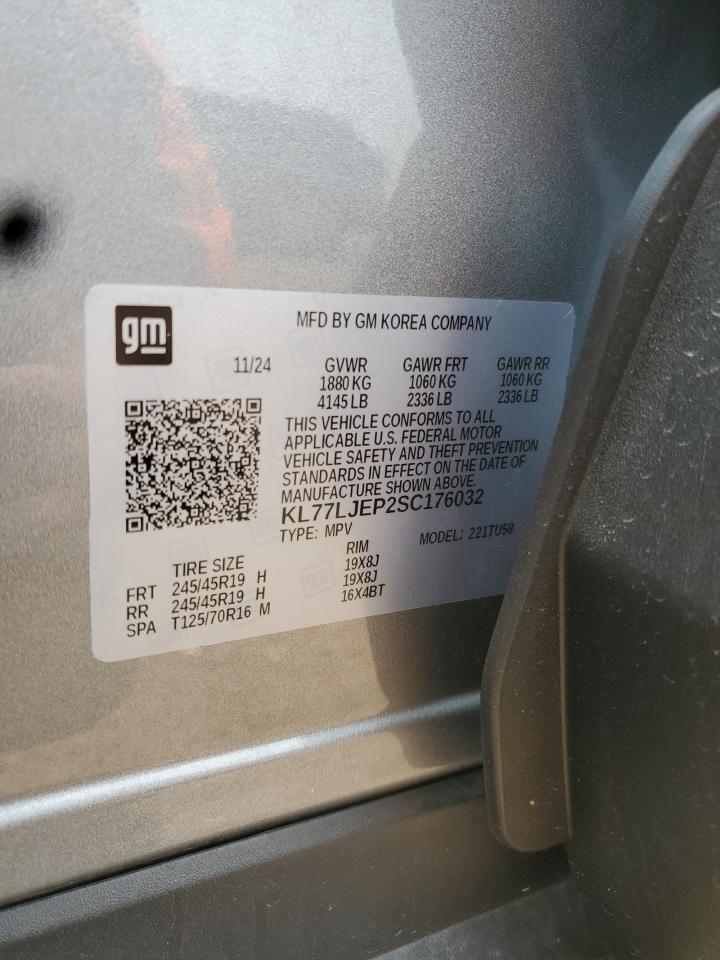 gm
MFD BY GM KOREA COMPANY
11/24 GVWR GAWR FRT GAWR RR
1880 KG 1060 KG 1060 KG
4145 LB 2336 LB 2336 LB
THIS VEHICLE CONFORMS TO ALL
APPLICABLE U.S. FEDERAL MOTOR
VEHICLE SAFETY AND THEFT PREVENTION
STANDARDS IN EFFECT ON THE DATE OF
MANUFACTURE SHOWN ABOVE.
KL77LJEP2SC176032
TYPE: MPV MODEL: 221TU58
TIRE SIZE RIM
FRT 245/45R19 H 19X8J
RR 245/45R19 H 19X8J
SPA T125/70R16 M 16X4BT